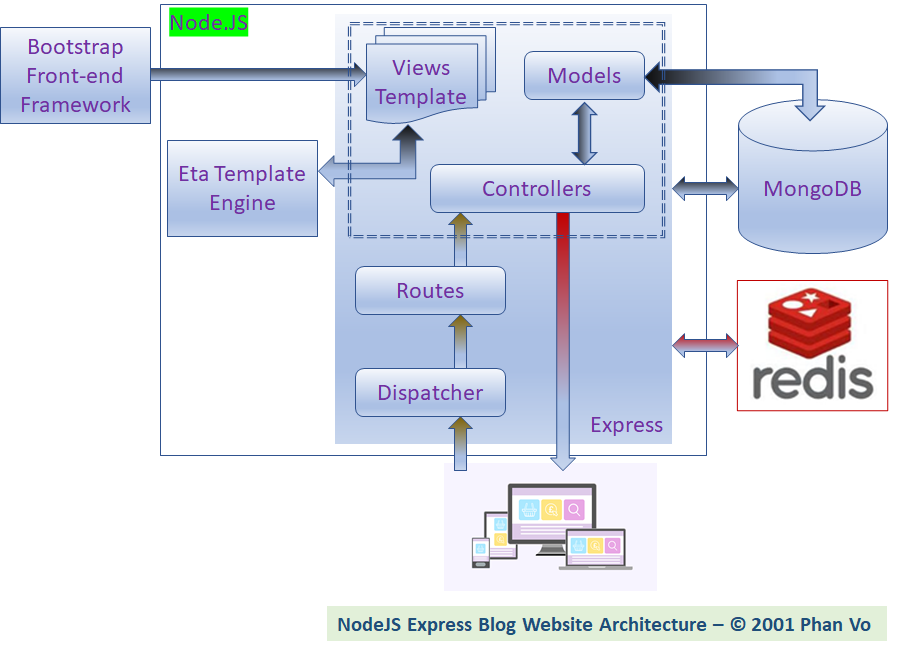 Node.JS
Bootstrap
Front-end
Framework
Views
Template
Models
Eta Template
Engine
Controllers
MongoDB
Routes
redis
Dispatcher
Express
NodeJS Express Blog Website Architecture – © 2001 Phan Vo